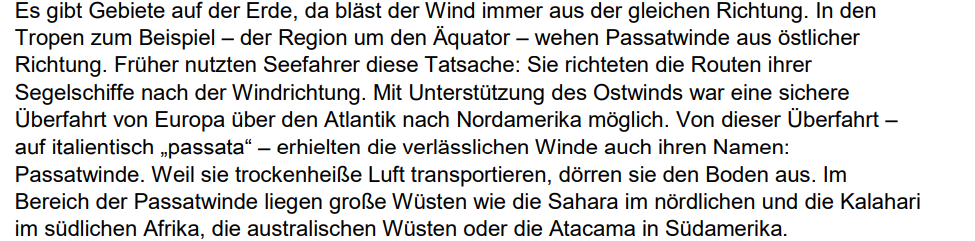 Es gibt Gebiete auf der Erde, da bläst der Wind immer aus der gleichen Richtung. In den
Tropen zum Beispiel – der Region um den Äquator – wehen Passatwinde aus östlicher
Richtung. Früher nutzten Seefahrer diese Tatsache: Sie richteten die Routen ihrer
Segelschiffe nach der Windrichtung. Mit Unterstützung des Ostwinds war eine sichere
Überfahrt von Europa über den Atlantik nach Nordamerika möglich. Von dieser Überfahrt –
auf italientisch „passata“ – erhielten die verlässlichen Winde auch ihren Namen:
Passatwinde. Weil sie trockenheiße Luft transportieren, dörren sie den Boden aus. Im
Bereich der Passatwinde liegen große Wüsten wie die Sahara im nördlichen und die Kalahari
im südlichen Afrika, die australischen Wüsten oder die Atacama in Südamerika.